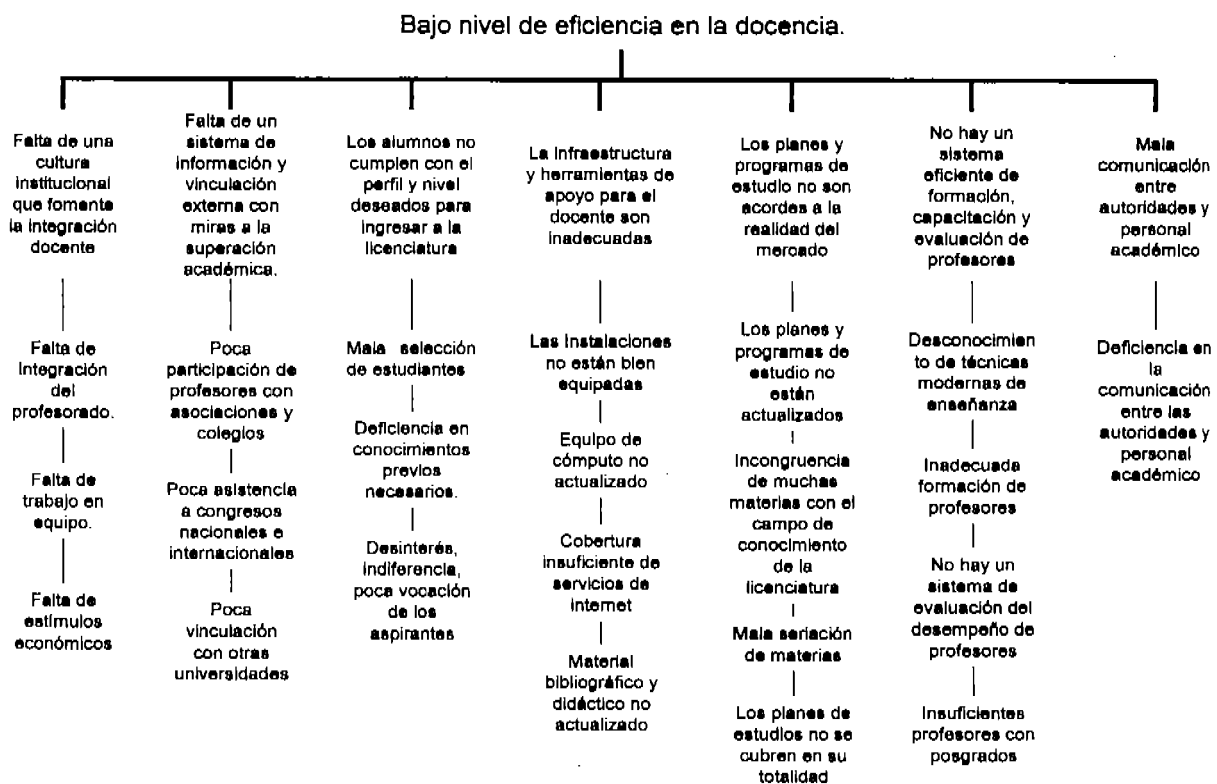 Bajo nivel de eficiencia en la docencia.
Falta de una
cultura
institucional
que fomente
la integración
docente
Falta de
integración
del
profesorado.
Falta de
trabajo en
equipo.
Falta de
estímulos
económicos
Falta de un
sistema de
información y
vinculación
externa con
miras a la
superación
académica.
Poca
participación de
profesores con
asociaciones y
colegios
Poca asistencia
a congresos
nacionales e
internacionales
Poca
vinculación
con otras
universidades
Los alumnos no
cumplen con el
perfil y nivel
deseados para
ingresar a la
licenciatura
Mala selección
de estudiantes
Deficiencia en
conocimientos
previos
necesarios.
Desinterés,
indiferencia,
poca vocación
de los
aspirantes
La infraestructura
y herramientas de
apoyo para el
docente son
inadecuadas
Las instalaciones
no están bien
equipadas
Equipo de
cómputo no
actualizado
Cobertura
insuficiente de
servicios de
internet
Material
bibliográfico y
didáctico no
actualizado
Los planes y
programas de
estudio no son
acordes a la
realidad del
mercado
Los planes y
programas de
estudio no
están
actualizados
Incongruencia
de muchas
materias con el
campo de
conocimiento
de la
licenciatura
Mala seriación
de materias
Los planes de
estudios no se
cubren en su
totalidad
No hay un
sistema
eficiente de
formación,
capacitación y
evaluación de
profesores
Desconocimien
to de técnicas
modernas de
enseñanza
Inadecuada
formación de
profesores
No hay un
sistema de
evaluación del
desempeño de
profesores
Insuficientes
profesores con
posgrados
Mala
comunicación
entre
autoridades y
personal
académico
Deficiencia en
la
comunicación
entre las
autoridades y
personal
académico